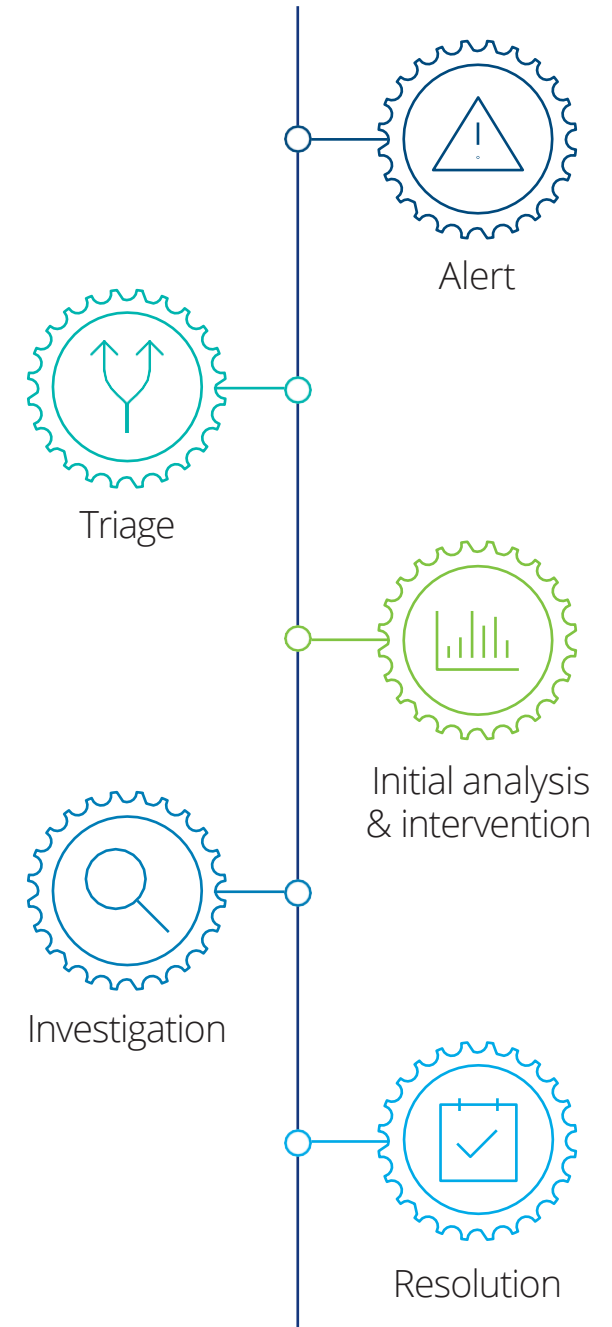 Alert
Triage
Initial analysis
& intervention
Investigation
Resolution